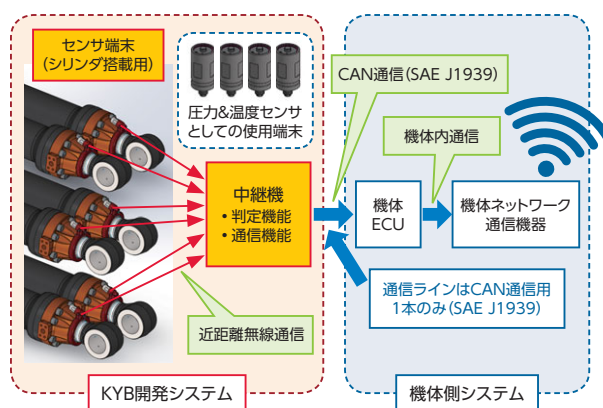 センサ端末
(シリンダ搭載用)
圧力&温度センサ
としての使用端末
CAN通信(SAE J1939)
機体内通信
中継機
・判定機能
・通信機能
機体
ECU
機体ネットワーク
通信機器
通信ラインはCAN通信用
1本のみ(SAE J1939)
近距離無線通信
KYB開発システム
機体側システム